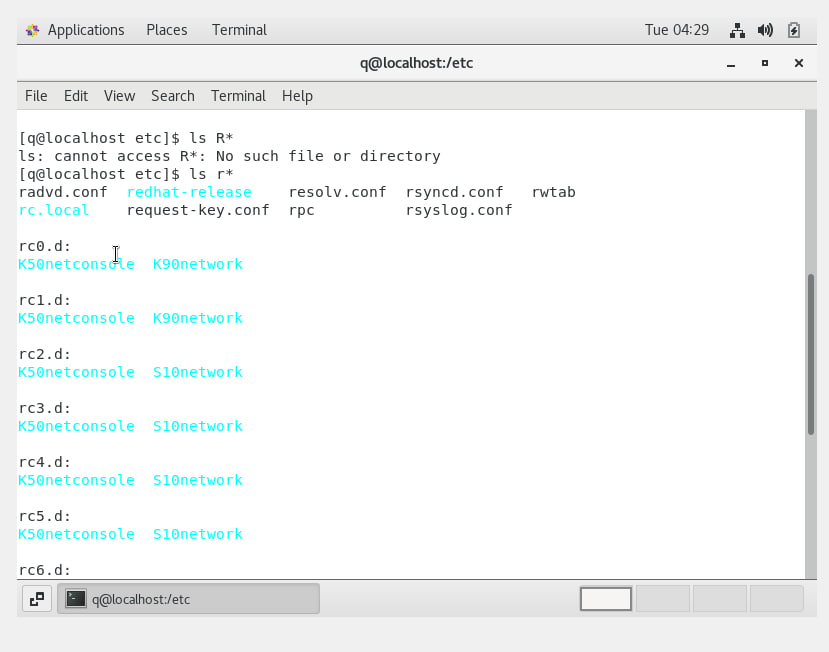 Applications Places Terminal Tue 04:29
q@localhost:/etc
File Edit View Search Terminal Help
[q@localhost etc]$ ls R*
ls: cannot access R*: No such file or directory
[q@localhost etc]$ ls r*
radvd.conf  redhat-release    resolv.conf  rsyncd.conf   rwtab
rc.local    request-key.conf  rpc          rsyslog.conf
rc0.d:
K50netconsole  K90network
rc1.d:
K50netconsole  K90network
rc2.d:
K50netconsole  S10network
rc3.d:
K50netconsole  S10network
rc4.d:
K50netconsole  S10network
rc5.d:
K50netconsole  S10network
rc6.d:
q@localhost:/etc